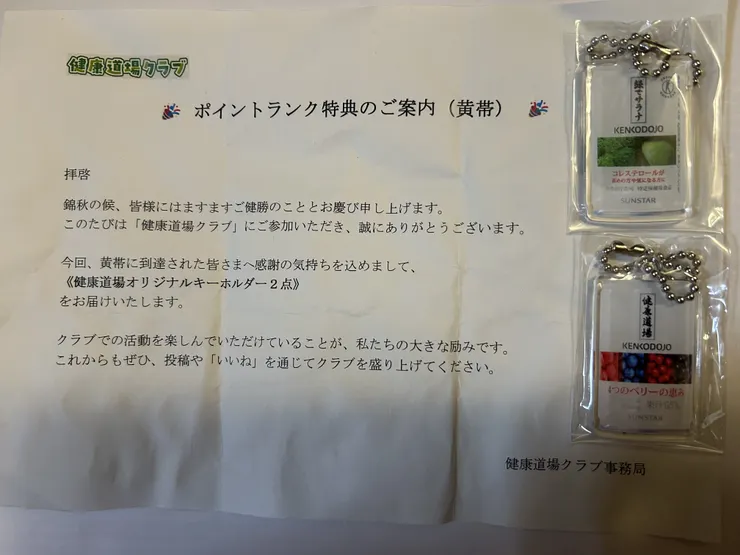 健康道場クラブ
ポイントランク特典のご案内（黄帯）
拝啓
錦秋の候、皆様にはますますご健勝のこととお慶び申し上げます。
このたびは「健康道場クラブ」にご参加いただき、誠にありがとうございます。
今回、黄帯に到達された皆さまへ感謝の気持ちを込めまして、
《健康道場オリジナルキーホルダー２点》
をお届けいたします。
クラブでの活動を楽しんでいただけていることが、私たちの大きな励みです。
これからもぜひ、投稿や「いいね」を通じてクラブを盛り上げてください。
健康道場クラブ事務局
緑でサラナ
KENKODOJO
コレステロールが
SUNSTAR
健康道場
KENKODOJO
4つのベリーの恵み
SUNSTAR